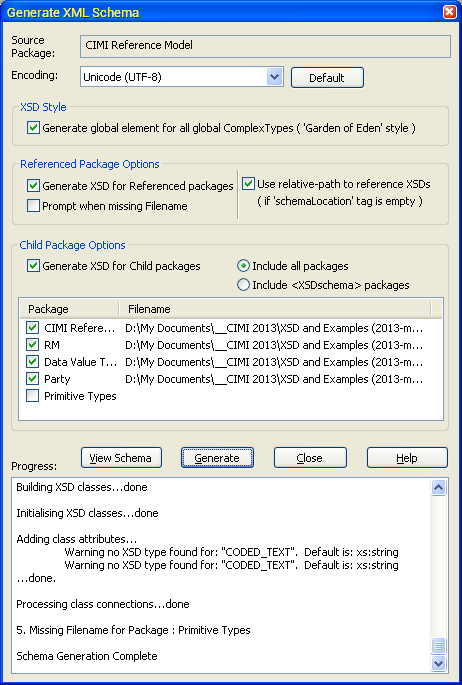 Generate XML Schema
Source Package: CIMI Reference Model
Encoding: Unicode (UTF-8) Default
XSD Style
Generate global element for all global ComplexTypes ( 'Garden of Eden' style )
Referenced Package Options
Generate XSD for Referenced packages
Prompt when missing Filename
Use relative-path to reference XSDs
( if 'schemaLocation' tag is empty )
Child Package Options
Generate XSD for Child packages
Include all packages
Include <XSDschema> packages
Package Filename
CIMI Refere... D:\My Documents\__CIMI 2013\XSD and Examples (2013-m...
RM D:\My Documents\__CIMI 2013\XSD and Examples (2013-m...
Data Value T... D:\My Documents\__CIMI 2013\XSD and Examples (2013-m...
Party D:\My Documents\__CIMI 2013\XSD and Examples (2013-m...
Primitive Types
View Schema Generate Close Help
Progress:
Building XSD classes...done
Initialising XSD classes...done
Adding class attributes...
Warning no XSD type found for: "CODED_TEXT". Default is: xs:string
Warning no XSD type found for: "CODED_TEXT". Default is: xs:string
...done.
Processing class connections...done
5. Missing Filename for Package : Primitive Types
Schema Generation Complete